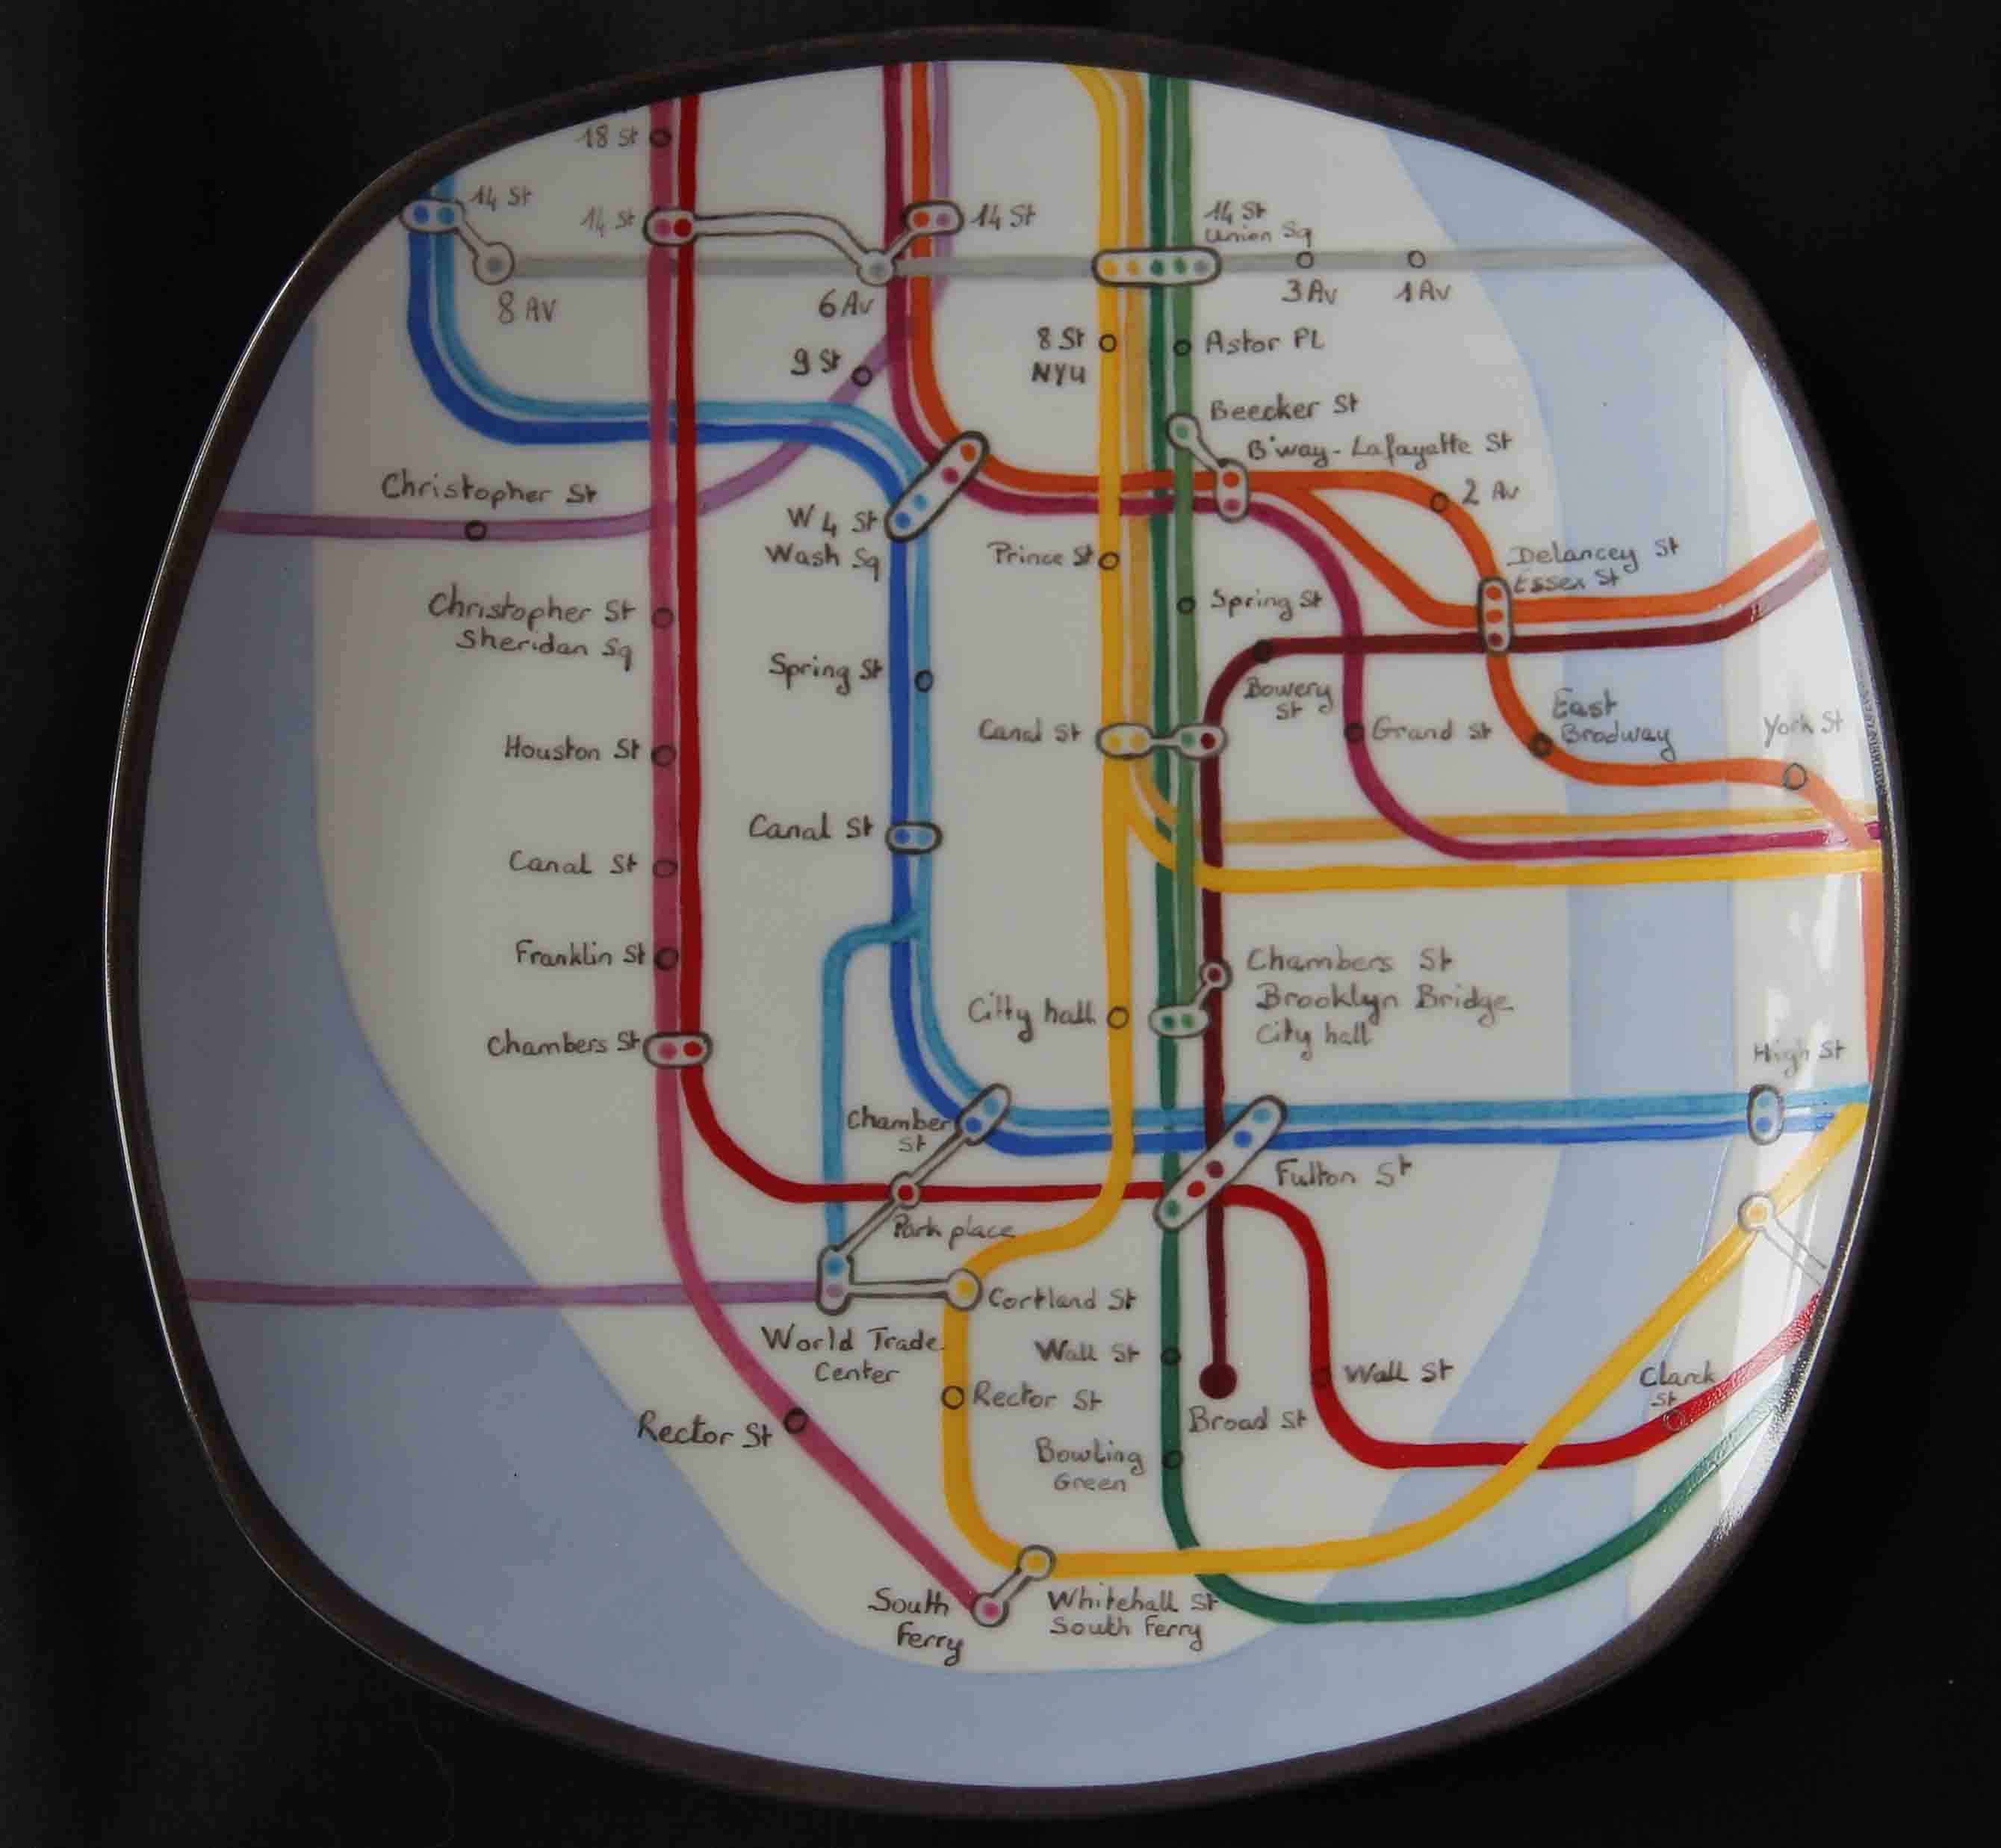 18 St
14 St
14 St
14 St
14 St
Union Sq
8 AV
6 Av
3 Av
1 Av
8 St
NYU
Astor PL
9 St
Beecker St
B'way - Lafayette St
2 Av
Christopher St
W 4 St
Wash Sq
Prince St
Delancey St
Essex St
Christopher St
Sheridan Sq
Spring St
Spring St
Bowery
St
Grand St
East
Brodway
York St
Houston St
Canal St
Canal St
Canal St
Franklin St
Chambers St
Brooklyn Bridge
City hall
Citty hall
Chambers St
High St
Chamber
St
Fulton St
Park place
Cortland St
World Trade
Center
Wall St
Wall St
Clark
St
Rector St
Rector St
Broad St
Bowling
Green
South
Ferry
Whitehall St
South Ferry